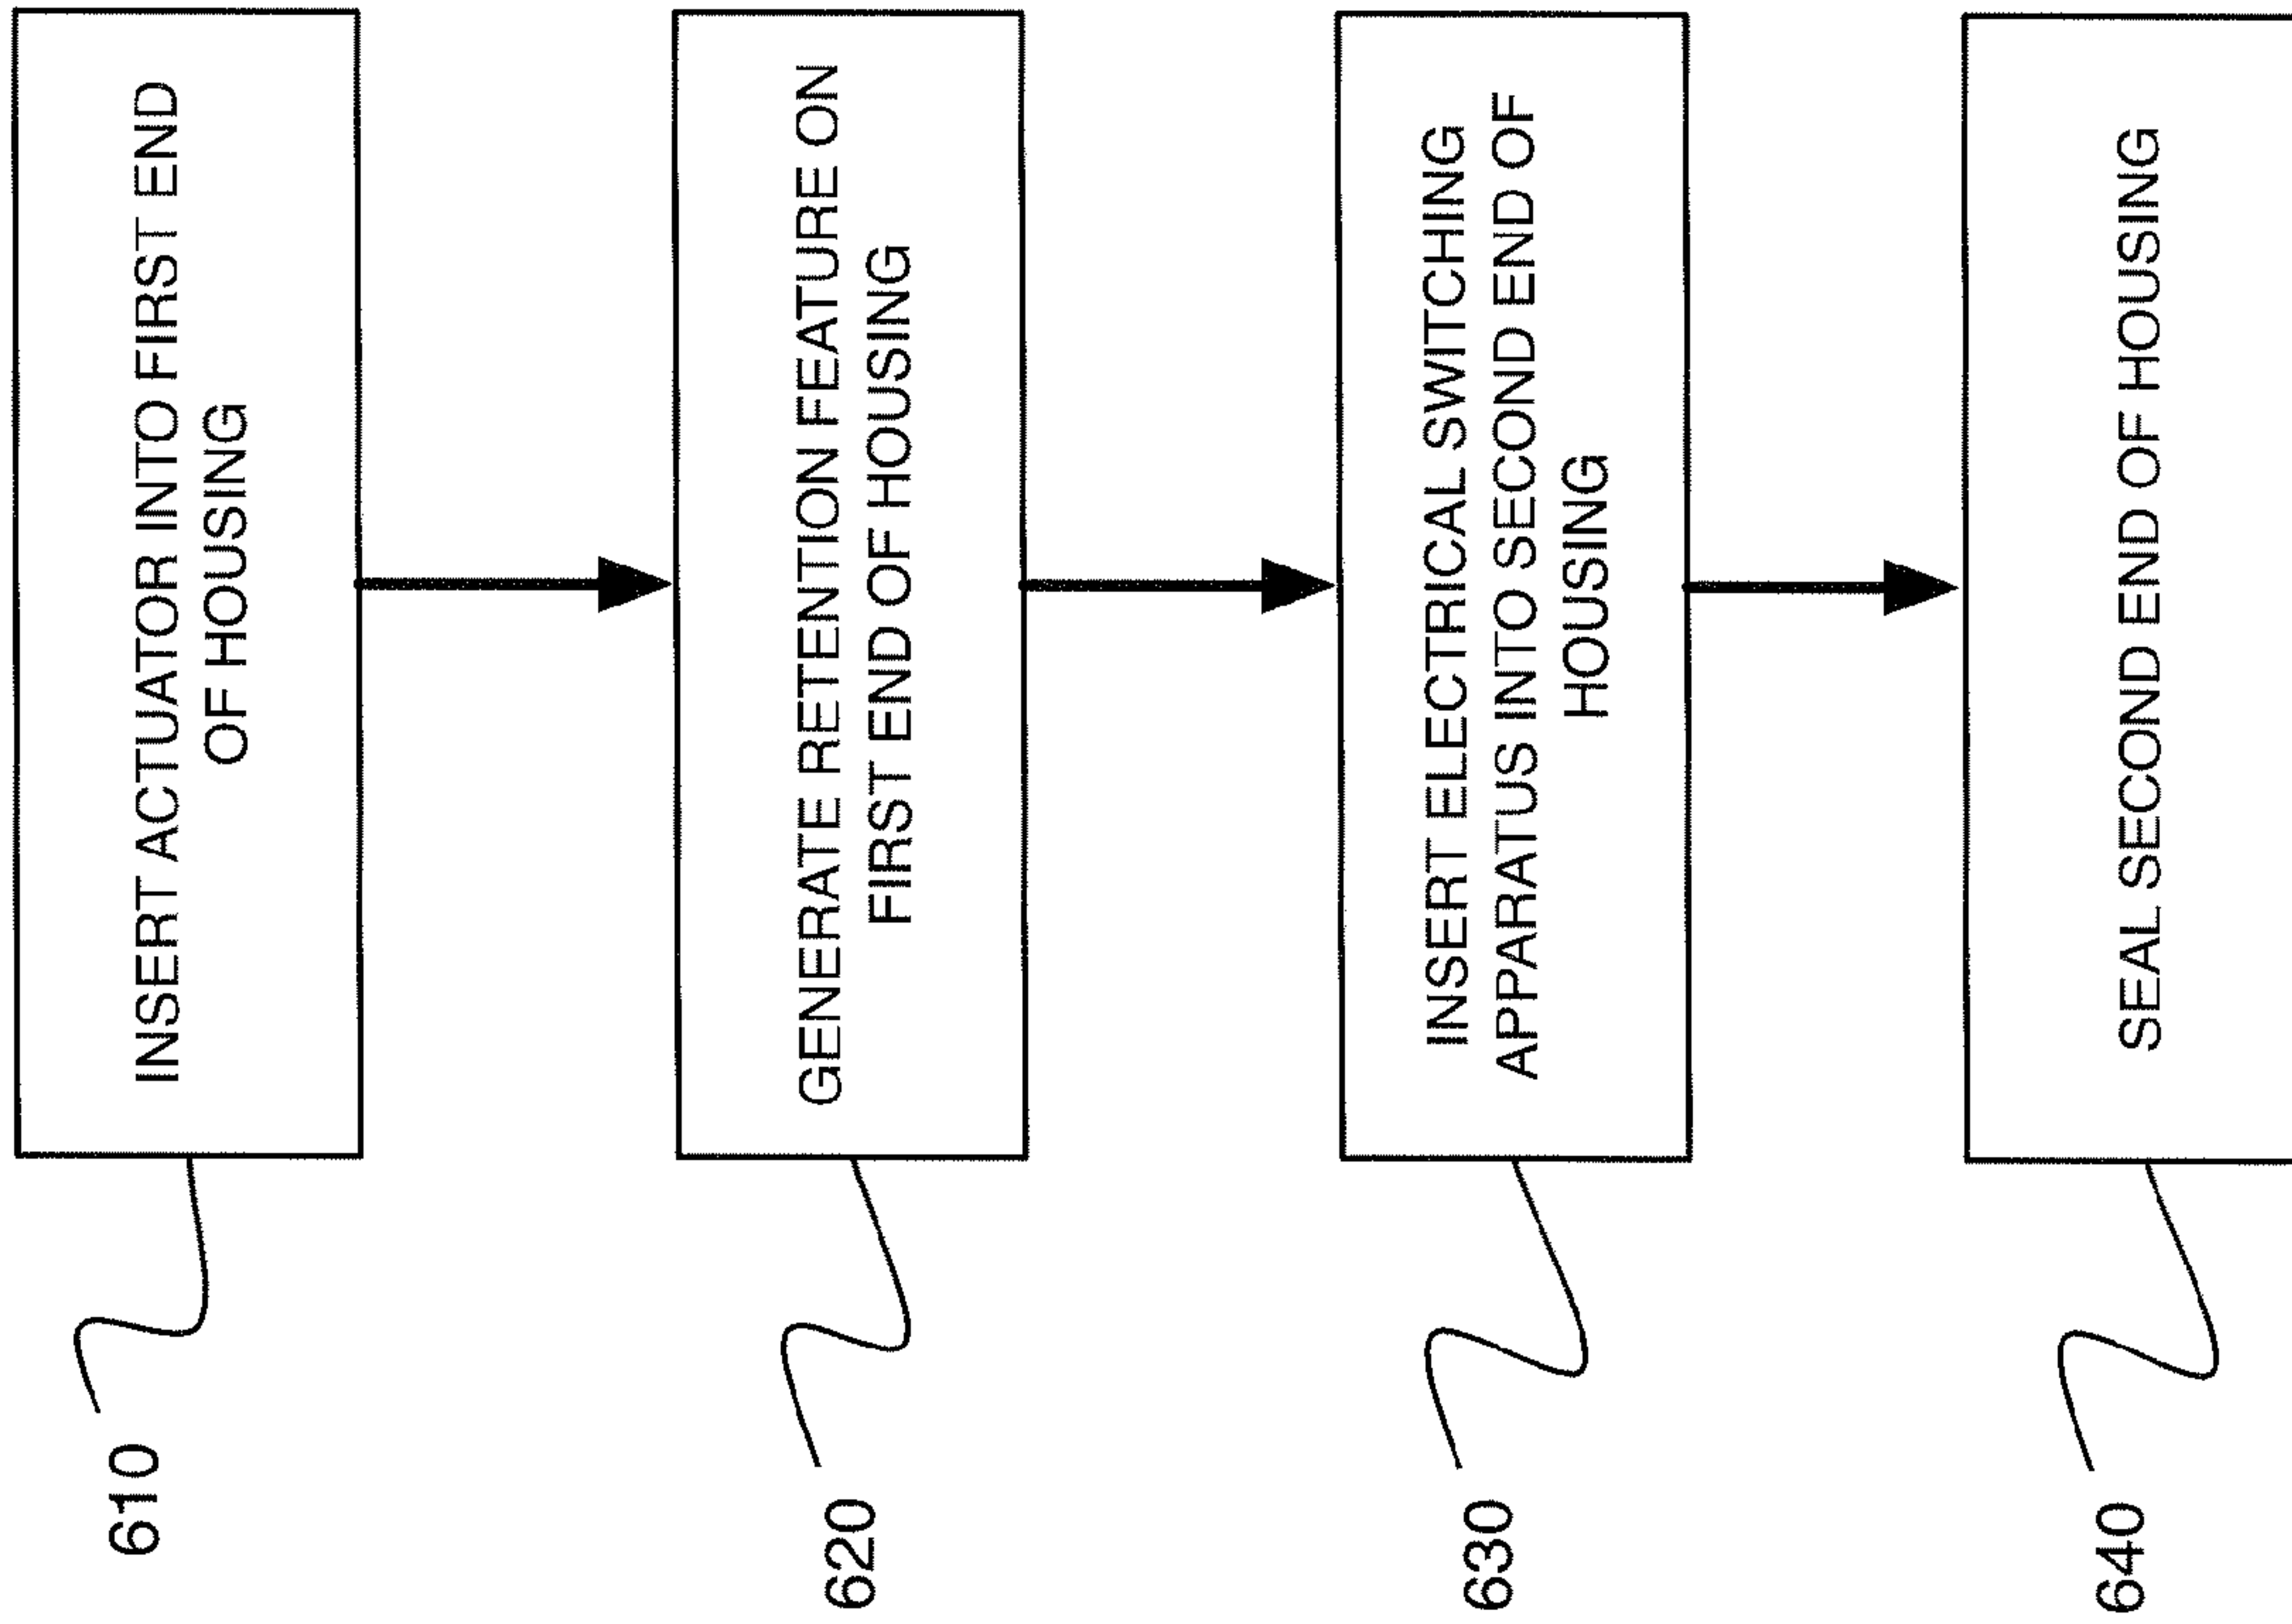 610
INSERT ACTUATOR INTO FIRST END
OF HOUSING
620
GENERATE RETENTION FEATURE ON
FIRST END OF HOUSING
630
INSERT ELECTRICAL SWITCHING
APPARATUS INTO SECOND END OF
HOUSING
640
SEAL SECOND END OF HOUSING